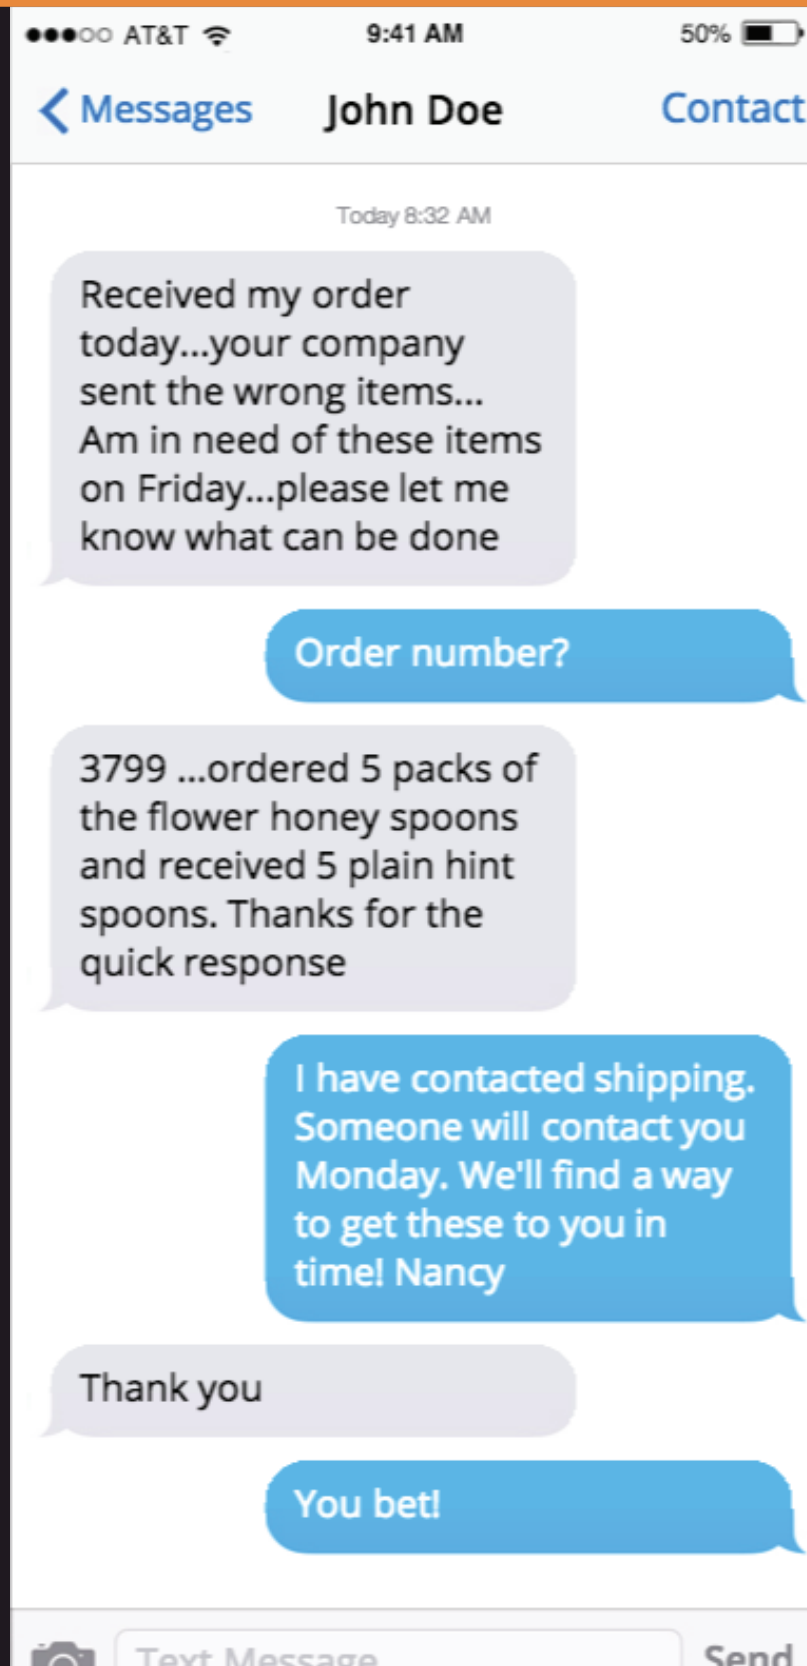 AT&T 9:41 AM 50%
Messages John Doe Contact
Today 8:32 AM
Received my order
today...your company
sent the wrong items...
Am in need of these items
on Friday...please let me
know what can be done
Order number?
3799 ...ordered 5 packs of
the flower honey spoons
and received 5 plain hint
spoons. Thanks for the
quick response
I have contacted shipping.
Someone will contact you
Monday. We'll find a way
to get these to you in
time! Nancy
Thank you
You bet!
Text Message Send